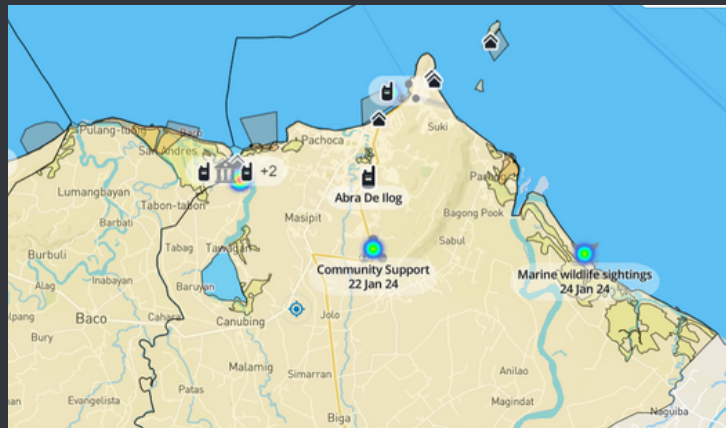 Pulang-tubig
Baco
San Andres
Pachoca
Suki
+2
Lumangbayan
Tabon-tabon
Abra De Ilog
Barbati
Masipit
Bagong Pook
Tabag
Tawagan
Sabul
Burbuli
Community Support
22 Jan 24
Marine wildlife sightings
24 Jan 24
Alag
Inabayan
Baruyan
Baco
Cahara
Canubing
Jolo
Bury
Malamig
Simarran
Anilao
Patas
Evangelista
Magindat
Biga
Naguiba